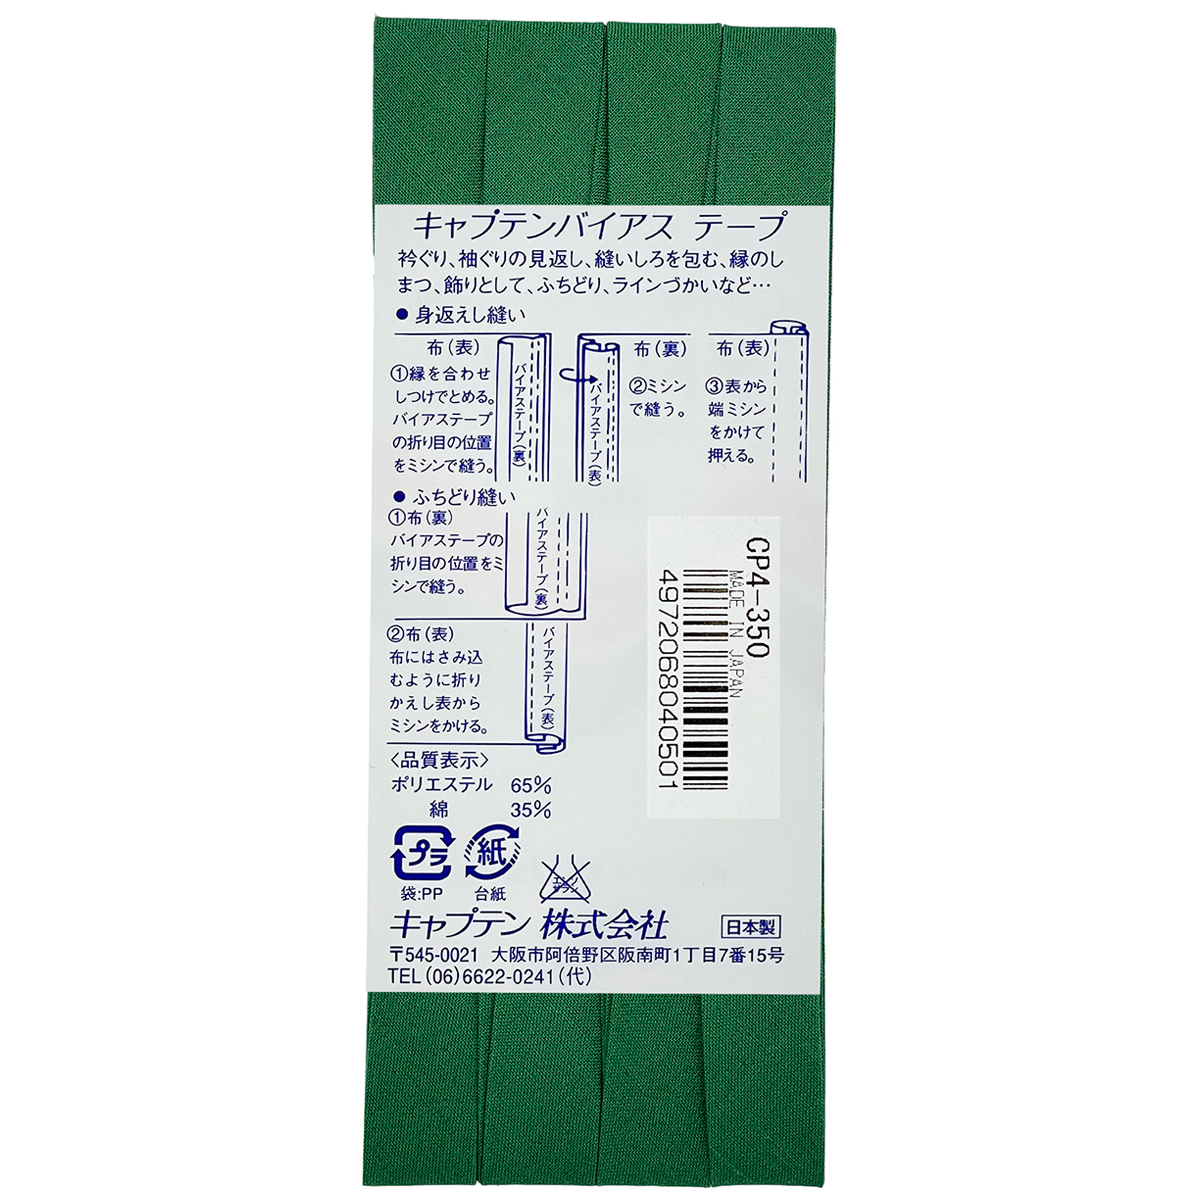 キャプテンバイアス テープ
衿ぐり、袖ぐりの見返し、縫いしろを包む、縁のし
まつ、飾りとして、ふちどり、ラインづかいなど…
● 身返えし縫い
布(表)
①縁を合わせ
しつけでとめる。
バイアステープ
の折り目の位置
をミシンで縫う。
バイアステープ(裏)
バイアステープ(表)
布(裏)
②ミシン
で縫う。
布(表)
③表から
端ミシン
をかけて
押える。
● ふちどり縫い
①布(裏)
バイアステープの
折り目の位置をミ
シンで縫う。
バイアステープ(裏)
②布(表)
布にはさみ込
むように折り
かえし表から
ミシンをかける。
バイアステープ(表)
CP4-350
MADE IN JAPAN
4972068040501
〈品質表示〉
ポリエステル 65%
綿 35%
プラ
袋:PP
紙
台紙
エンソ
サラシ
キャプテン 株式会社
日本製
〒545-0021 大阪市阿倍野区阪南町1丁目7番15号
TEL(06)6622-0241(代)